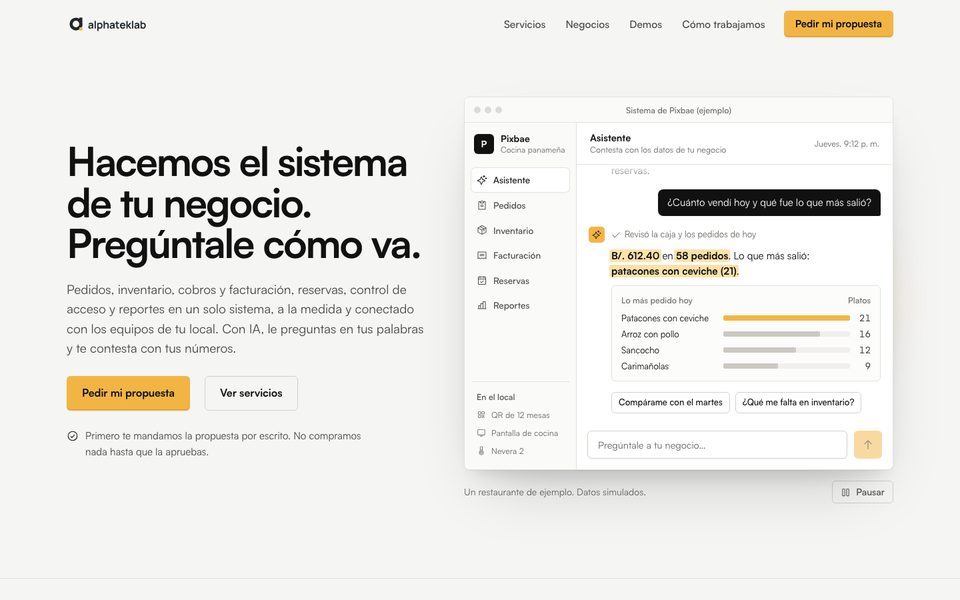 alphateklab
Servicios
Negocios
Demos
Cómo trabajamos
Pedir mi propuesta
Hacemos el sistema
de tu negocio.
Pregúntale cómo va.
Pedidos, inventario, cobros y facturación, reservas, control de
acceso y reportes en un solo sistema, a la medida y conectado
con los equipos de tu local. Con IA, le preguntas en tus palabras
y te contesta con tus números.
Pedir mi propuesta
Ver servicios
Primero te mandamos la propuesta por escrito. No compramos
nada hasta que la apruebas.
Sistema de Pixbae (ejemplo)
P
Pixbae
Cocina panameña
Asistente
Pedidos
Inventario
Facturación
Reservas
Reportes
En el local
QR de 12 mesas
Pantalla de cocina
Nevera 2
Asistente
Contesta con los datos de tu negocio
Jueves, 9:12 p. m.
reservas.
¿Cuánto vendí hoy y qué fue lo que más salió?
Revisó la caja y los pedidos de hoy
B/. 612.40 en 58 pedidos. Lo que más salió:
patacones con ceviche (21).
Lo más pedido hoy Platos
Patacones con ceviche 21
Arroz con pollo 16
Sancocho 12
Carimañolas 9
Compárame con el martes
¿Qué me falta en inventario?
Pregúntale a tu negocio...
Un restaurante de ejemplo. Datos simulados.
Pausar